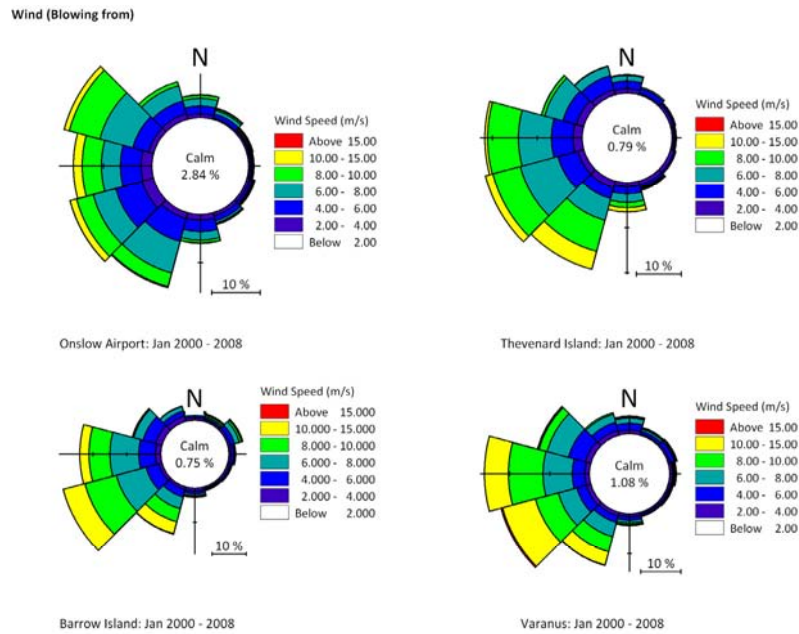 Wind (Blowing from)
N
Calm
2.84 %
Wind Speed (m/s)
Above 15.00
10.00 - 15.00
8.00 - 10.00
6.00 - 8.00
4.00 - 6.00
2.00 - 4.00
Below 2.00
10 %
Onslow Airport: Jan 2000 - 2008
N
Calm
0.79 %
Wind Speed (m/s)
Above 15.00
10.00 - 15.00
8.00 - 10.00
6.00 - 8.00
4.00 - 6.00
2.00 - 4.00
Below 2.00
10 %
Thevenard Island: Jan 2000 - 2008
N
Calm
0.75 %
Wind Speed (m/s)
Above 15.000
10.000 - 15.000
8.000 - 10.000
6.000 - 8.000
4.000 - 6.000
2.000 - 4.000
Below 2.000
10 %
Barrow Island: Jan 2000 - 2008
N
Calm
1.08 %
Wind Speed (m/s)
Above 15.00
10.00 - 15.00
8.00 - 10.00
6.00 - 8.00
4.00 - 6.00
2.00 - 4.00
Below 2.00
10 %
Varanus: Jan 2000 - 2008